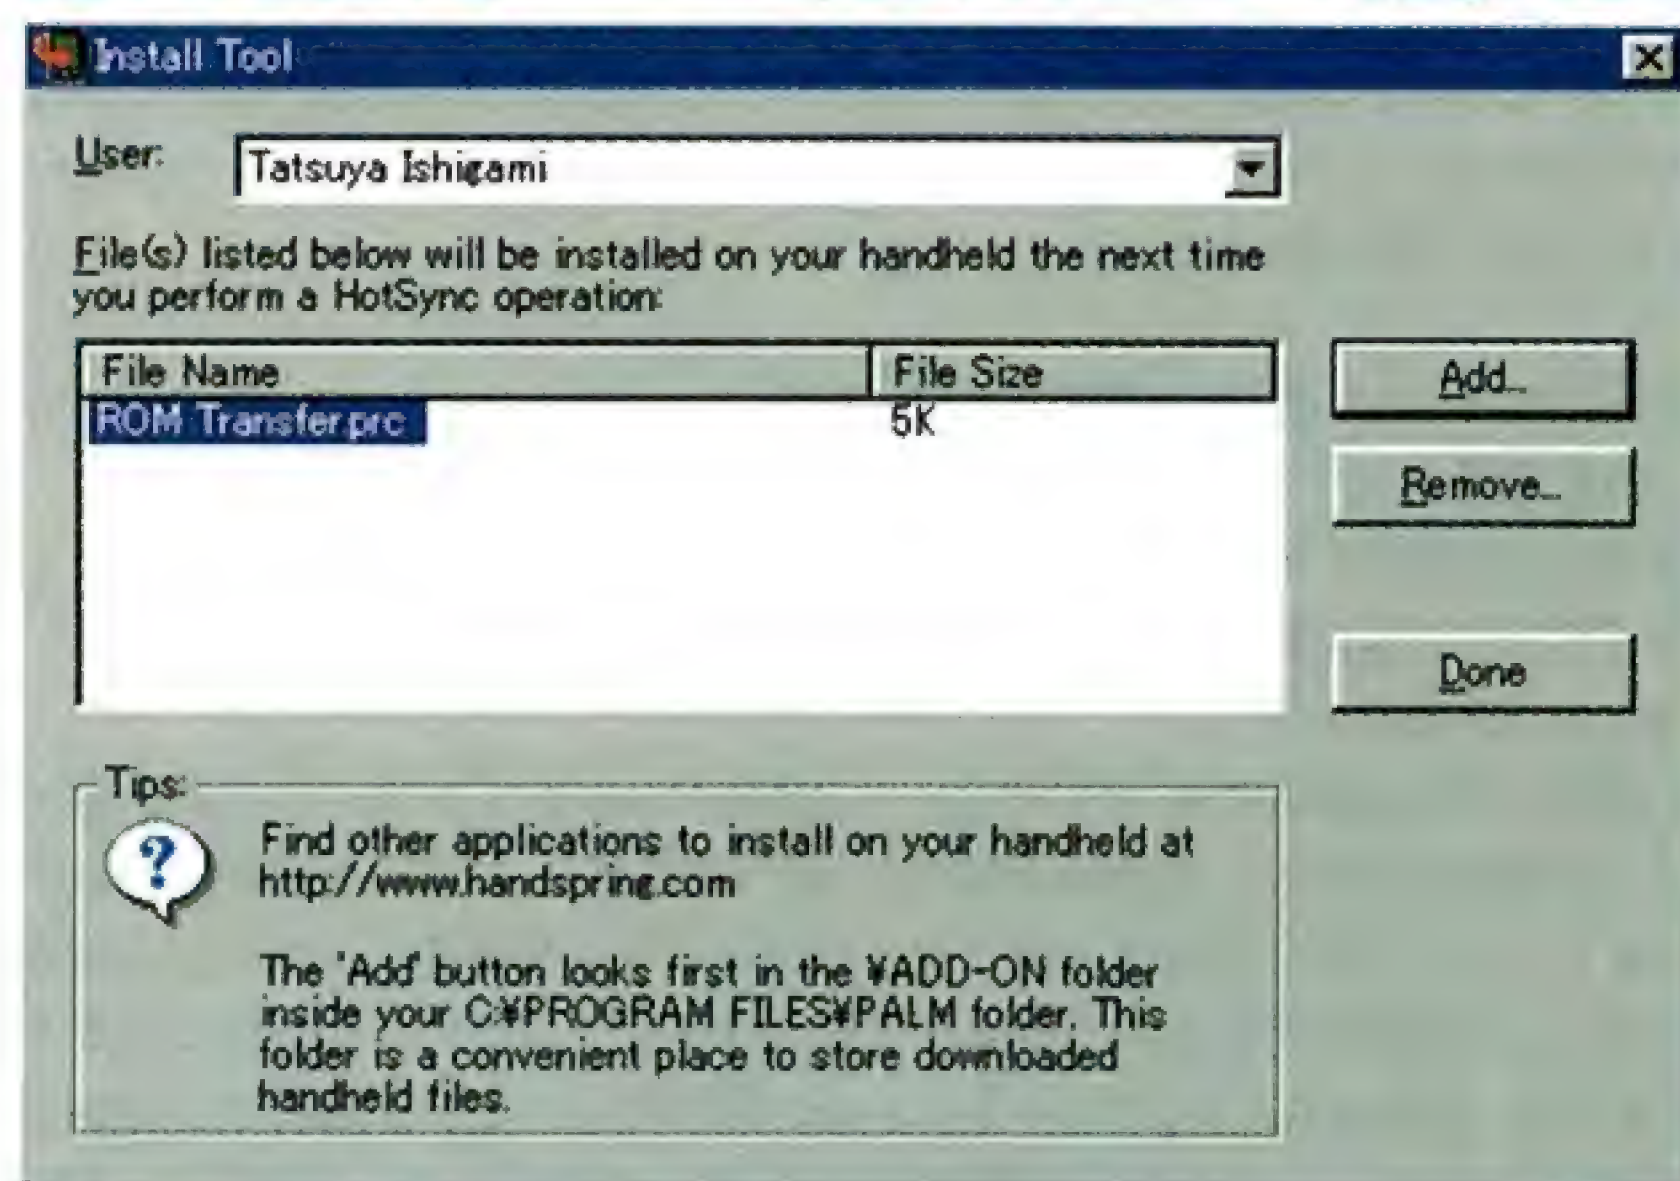 Install Tool
User:
Tatsuya Ishigami
File(s) listed below will be installed on your handheld the next time
you perform a HotSync operation:
File Name File Size
ROM Transfer.prc 5K
Add...
Remove...
Done
Tips:
Find other applications to install on your handheld at
http://www.handspring.com
The 'Add' button looks first in the ¥ADD-ON folder
inside your C:¥PROGRAM FILES¥PALM folder. This
folder is a convenient place to store downloaded
handheld files.